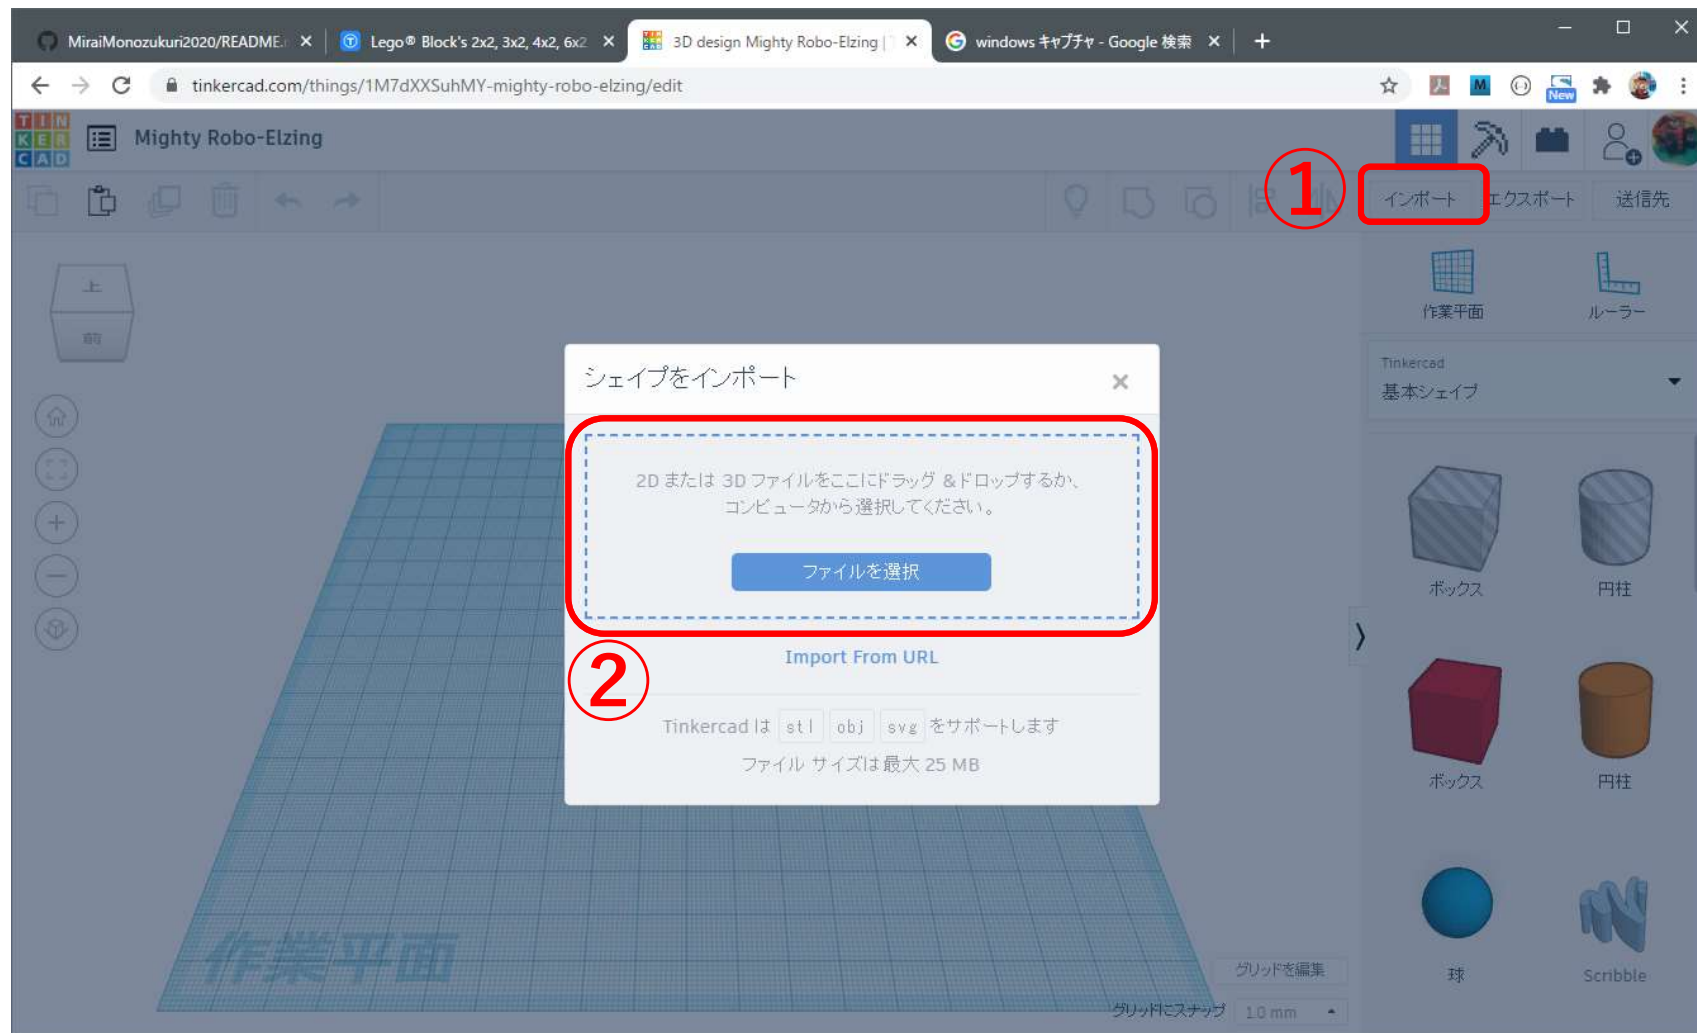 MiraiMonozukuri2020/README.
Lego® Block's 2x2, 3x2, 4x2, 6x2
3D design Mighty Robo-Elzing |
windows キャプチャ - Google 検索
tinkercad.com/things/1M7dXXSuhMY-mighty-robo-elzing/edit
New
TIN
KER
CAD
Mighty Robo-Elzing
①
インポート
エクスポート
送信先
上
前
作業平面
ルーラー
シェイプをインポート
Tinkercad
基本シェイプ
2D または 3D ファイルをここにドラッグ & ドロップするか、
コンピュータから選択してください。
ファイルを選択
ボックス
円柱
②
Import From URL
Tinkercad は stl obj svg をサポートします
ファイル サイズは最大 25 MB
ボックス
円柱
作業平面
グリッドを編集
球
Scribble
グリッドにスナップ
1.0 mm